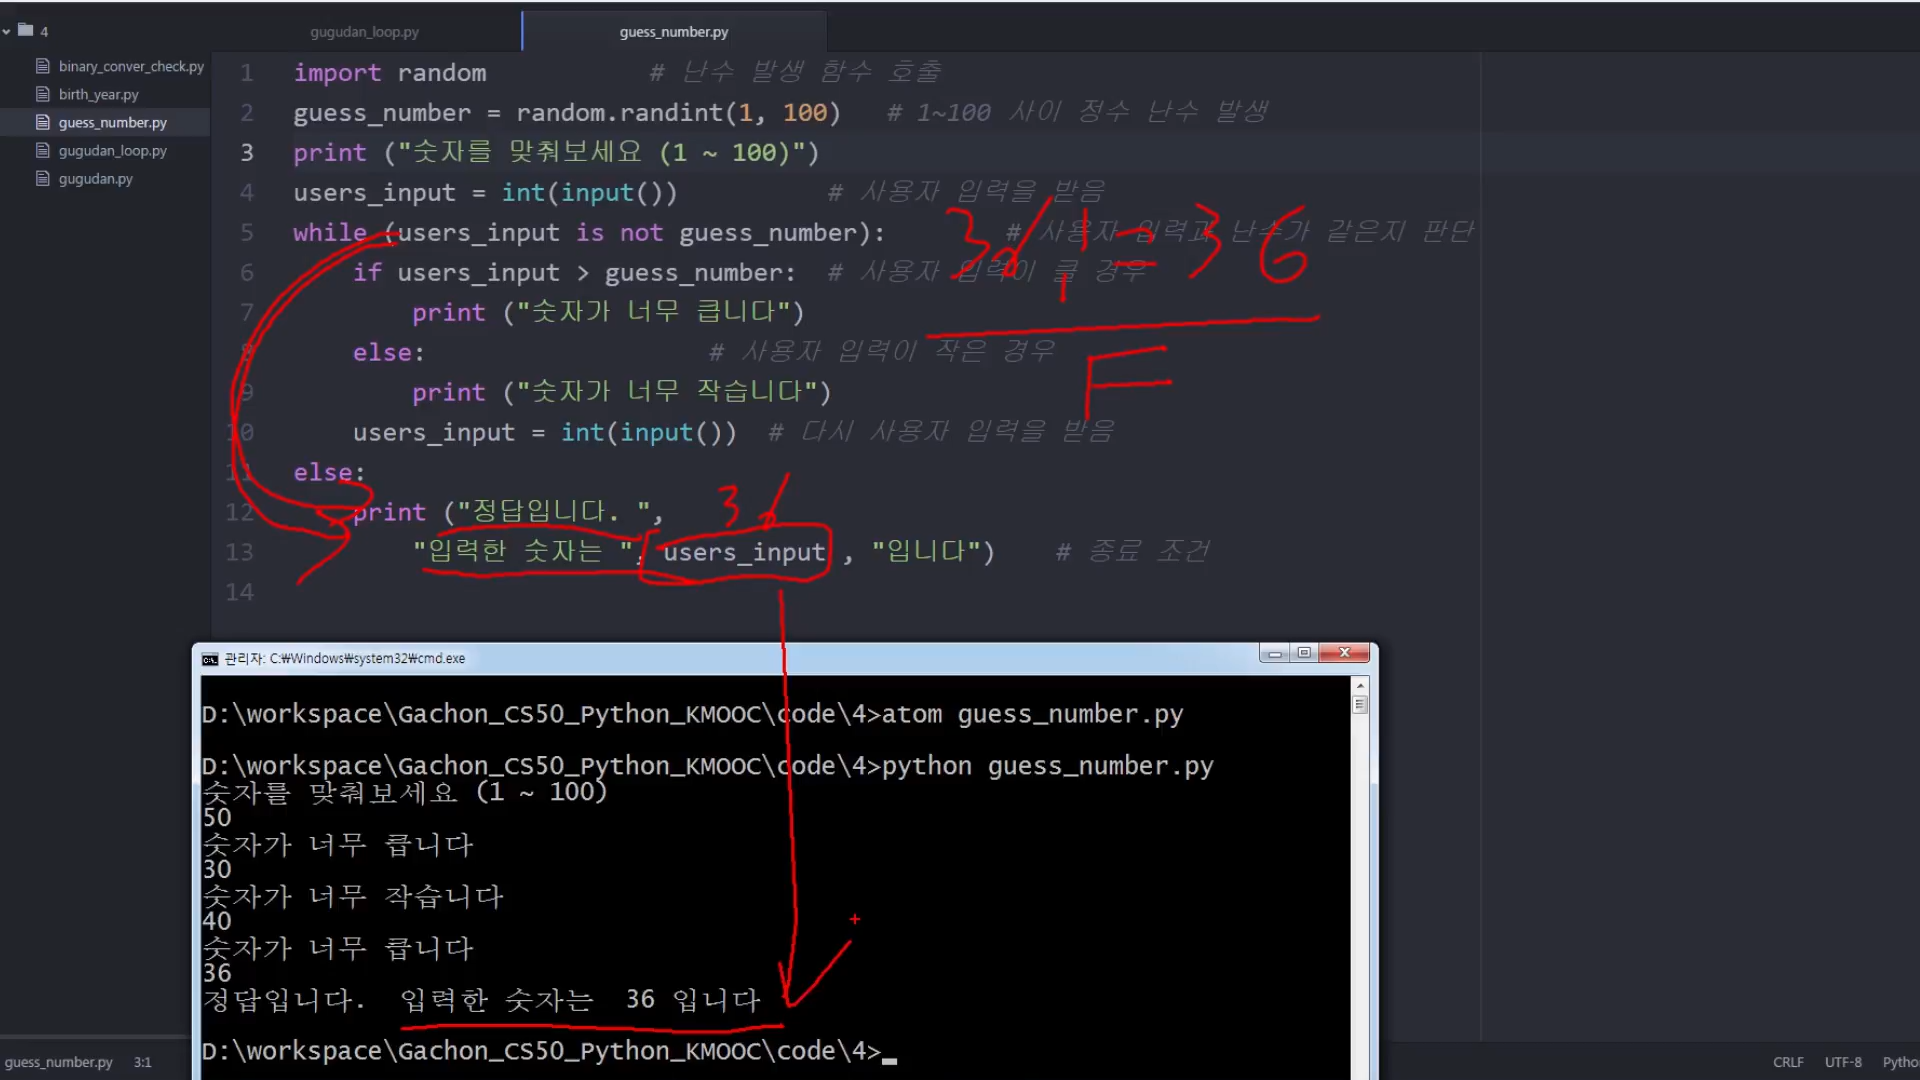 4
binary_conver_check.py
birth_year.py
guess_number.py
gugudan_loop.py
gugudan.py
gugudan_loop.py
guess_number.py
1 import random # 난수 발생 함수 호출
2 guess_number = random.randint(1, 100) # 1~100 사이 정수 난수 발생
3 print ("숫자를 맞춰보세요 (1 ~ 100)")
4 users_input = int(input()) # 사용자 입력을 받음
5 while (users_input is not guess_number): # 사용자 입력과 난수가 같은지 판단
6 if users_input > guess_number: # 사용자 입력이 클 경우
7 print ("숫자가 너무 큽니다")
8 else: # 사용자 입력이 작은 경우
9 print ("숫자가 너무 작습니다")
10 users_input = int(input()) # 다시 사용자 입력을 받음
11 else:
12 print ("정답입니다. ",
13 "입력한 숫자는 ", users_input , "입니다") # 종료 조건
14
36 != 36
F
36
관리자: C:₩Windows₩system32₩cmd.exe
D:\workspace\Gachon_CS50_Python_KMOOC\code\4>atom guess_number.py
D:\workspace\Gachon_CS50_Python_KMOOC\code\4>python guess_number.py
숫자를 맞춰보세요 (1 ~ 100)
50
숫자가 너무 큽니다
30
숫자가 너무 작습니다
40
숫자가 너무 큽니다
36
정답입니다. 입력한 숫자는 36 입니다
D:\workspace\Gachon_CS50_Python_KMOOC\code\4>_
guess_number.py 3:1
CRLF UTF-8 Pytho